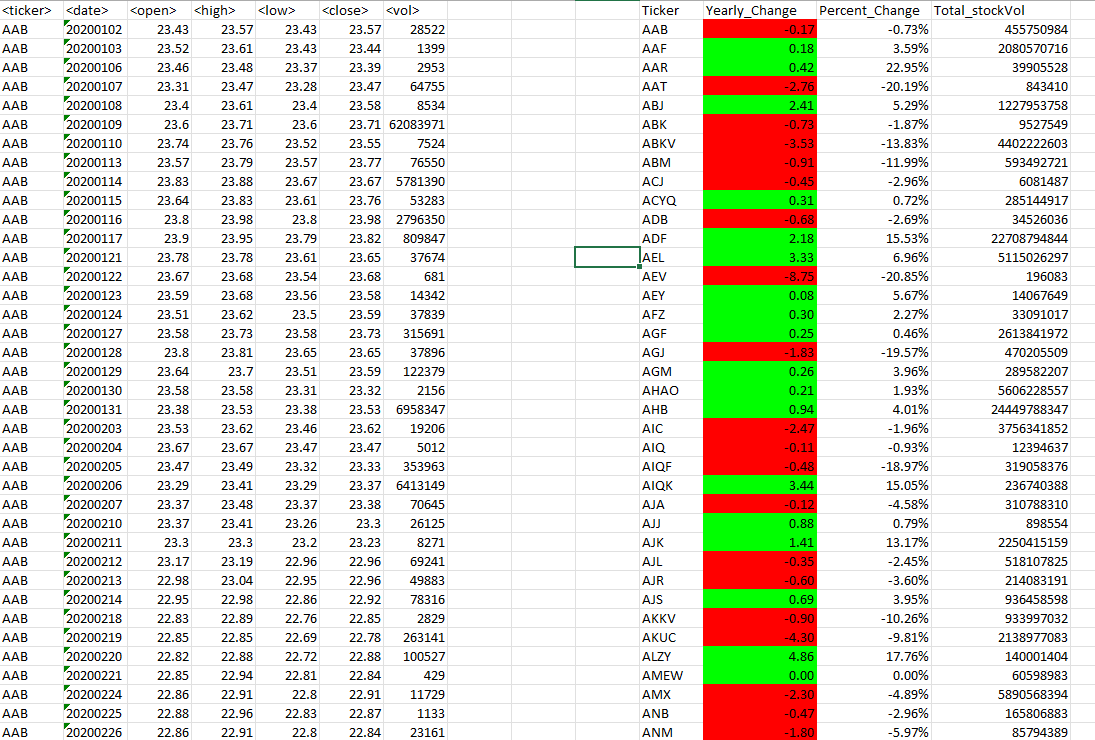 <ticker> <date> <open> <high> <low> <close> <vol> Ticker Yearly_Change Percent_Change Total_stockVol
AAB 20200102 23.43 23.57 23.43 23.57 28522 AAB -0.17 -0.73% 455750984
AAB 20200103 23.52 23.61 23.43 23.44 1399 AAF 0.18 3.59% 2080570716
AAB 20200106 23.46 23.48 23.37 23.39 2953 AAR 0.42 22.95% 39905528
AAB 20200107 23.31 23.47 23.28 23.47 64755 AAT -2.76 -20.19% 843410
AAB 20200108 23.4 23.61 23.4 23.58 8534 ABJ 2.41 5.29% 1227953758
AAB 20200109 23.6 23.71 23.6 23.71 62083971 ABK -0.73 -1.87% 9527549
AAB 20200110 23.74 23.76 23.52 23.55 7524 ABKV -3.53 -13.83% 4402222603
AAB 20200113 23.57 23.79 23.57 23.77 76550 ABM -0.91 -11.99% 593492721
AAB 20200114 23.83 23.88 23.67 23.67 5781390 ACJ -0.45 -2.96% 6081487
AAB 20200115 23.64 23.83 23.61 23.76 53283 ACYQ 0.31 0.72% 285144917
AAB 20200116 23.8 23.98 23.8 23.98 2796350 ADB -0.68 -2.69% 34526036
AAB 20200117 23.9 23.95 23.79 23.82 809847 ADF 2.18 15.53% 22708794844
AAB 20200121 23.78 23.78 23.61 23.65 37674 AEL 3.33 6.96% 5115026297
AAB 20200122 23.67 23.68 23.54 23.68 681 AEV -8.75 -20.85% 196083
AAB 20200123 23.59 23.68 23.56 23.58 14342 AEY 0.08 5.67% 14067649
AAB 20200124 23.51 23.62 23.5 23.59 37839 AFZ 0.30 2.27% 33091017
AAB 20200127 23.58 23.73 23.58 23.73 315691 AGF 0.25 0.46% 2613841972
AAB 20200128 23.8 23.81 23.65 23.65 37896 AGJ -1.83 -19.57% 470205509
AAB 20200129 23.64 23.7 23.51 23.59 122379 AGM 0.26 3.96% 289582207
AAB 20200130 23.58 23.58 23.31 23.32 2156 AHAO 0.21 1.93% 5606228557
AAB 20200131 23.38 23.53 23.38 23.53 6958347 AHB 0.94 4.01% 24449788347
AAB 20200203 23.53 23.62 23.46 23.62 19206 AIC -2.47 -1.96% 3756341852
AAB 20200204 23.67 23.67 23.47 23.47 5012 AIQ -0.11 -0.93% 12394637
AAB 20200205 23.47 23.49 23.32 23.33 353963 AIQF -0.48 -18.97% 319058376
AAB 20200206 23.29 23.41 23.29 23.37 6413149 AIQK 3.44 15.05% 236740388
AAB 20200207 23.37 23.48 23.37 23.38 70645 AJA -0.12 -4.58% 310788310
AAB 20200210 23.37 23.41 23.26 23.3 26125 AJJ 0.88 0.79% 898554
AAB 20200211 23.3 23.3 23.2 23.23 8271 AJK 1.41 13.17% 2250415159
AAB 20200212 23.17 23.19 22.96 22.96 69241 AJL -0.35 -2.45% 518107825
AAB 20200213 22.98 23.04 22.95 22.96 49883 AJR -0.60 -3.60% 214083191
AAB 20200214 22.95 22.98 22.86 22.92 78316 AJS 0.69 3.95% 936458598
AAB 20200218 22.83 22.89 22.76 22.85 2829 AKKV -0.90 -10.26% 933997032
AAB 20200219 22.85 22.85 22.69 22.78 263141 AKUC -4.30 -9.81% 2138977083
AAB 20200220 22.82 22.88 22.72 22.88 100527 ALZY 4.86 17.76% 140001404
AAB 20200221 22.85 22.94 22.81 22.84 429 AMEW 0.00 0.00% 60598983
AAB 20200224 22.86 22.91 22.8 22.91 11729 AMX -2.30 -4.89% 5890568394
AAB 20200225 22.88 22.96 22.83 22.87 1133 ANB -0.47 -2.96% 165806883
AAB 20200226 22.86 22.91 22.8 22.84 23161 ANM -1.80 -5.97% 85794389